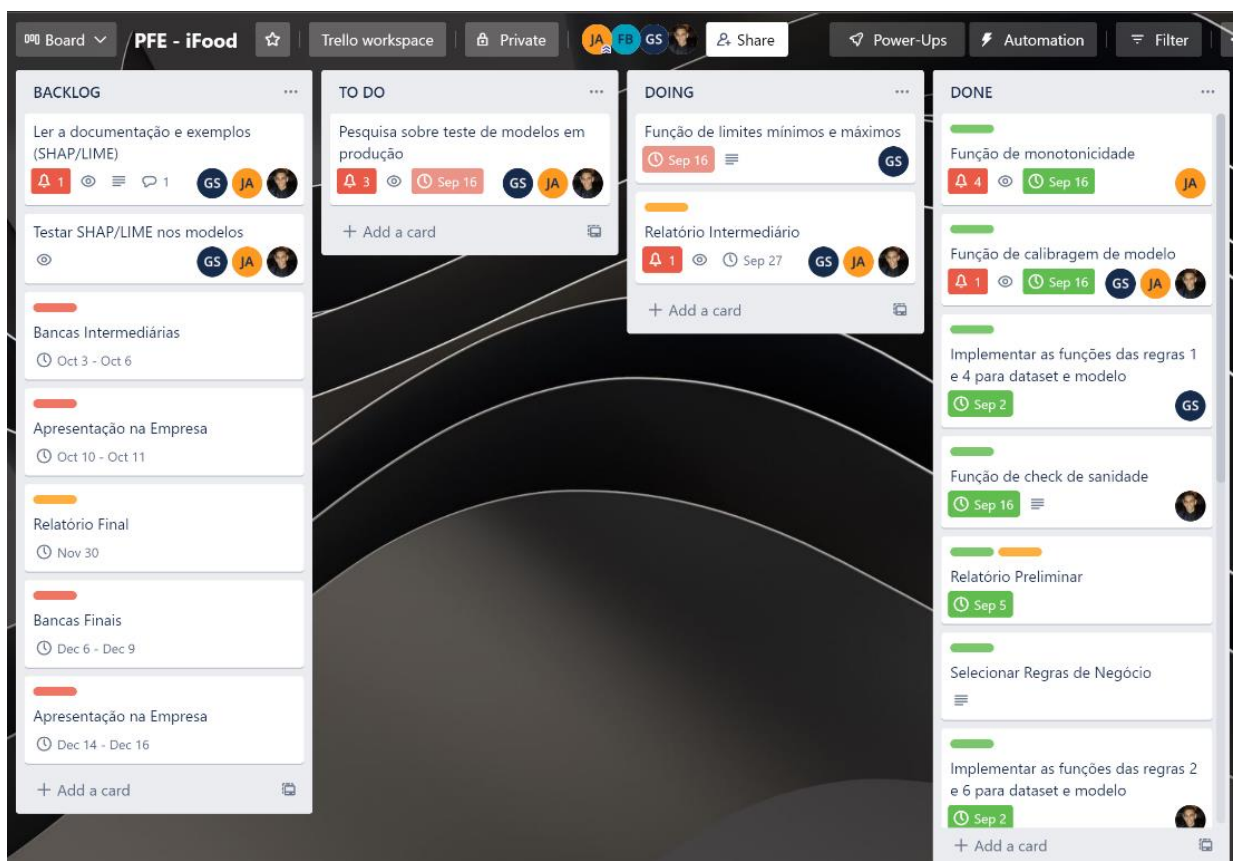 Board
PFE - iFood
Trello workspace
Private
JA
FB
GS
Share
Power-Ups
Automation
Filter
BACKLOG
Ler a documentação e exemplos
(SHAP/LIME)
1
1
GS
JA
Testar SHAP/LIME nos modelos
GS
JA
Bancas Intermediárias
Oct 3 - Oct 6
Apresentação na Empresa
Oct 10 - Oct 11
Relatório Final
Nov 30
Bancas Finais
Dec 6 - Dec 9
Apresentação na Empresa
Dec 14 - Dec 16
+ Add a card
TO DO
Pesquisa sobre teste de modelos em
produção
3
Sep 16
GS
JA
+ Add a card
DOING
Função de limites mínimos e máximos
Sep 16
GS
Relatório Intermediário
1
Sep 27
GS
JA
+ Add a card
DONE
Função de monotonicidade
4
Sep 16
JA
Função de calibragem de modelo
1
Sep 16
GS
JA
Implementar as funções das regras 1
e 4 para dataset e modelo
Sep 2
GS
Função de check de sanidade
Sep 16
Relatório Preliminar
Sep 5
Selecionar Regras de Negócio
Implementar as funções das regras 2
e 6 para dataset e modelo
Sep 2
+ Add a card